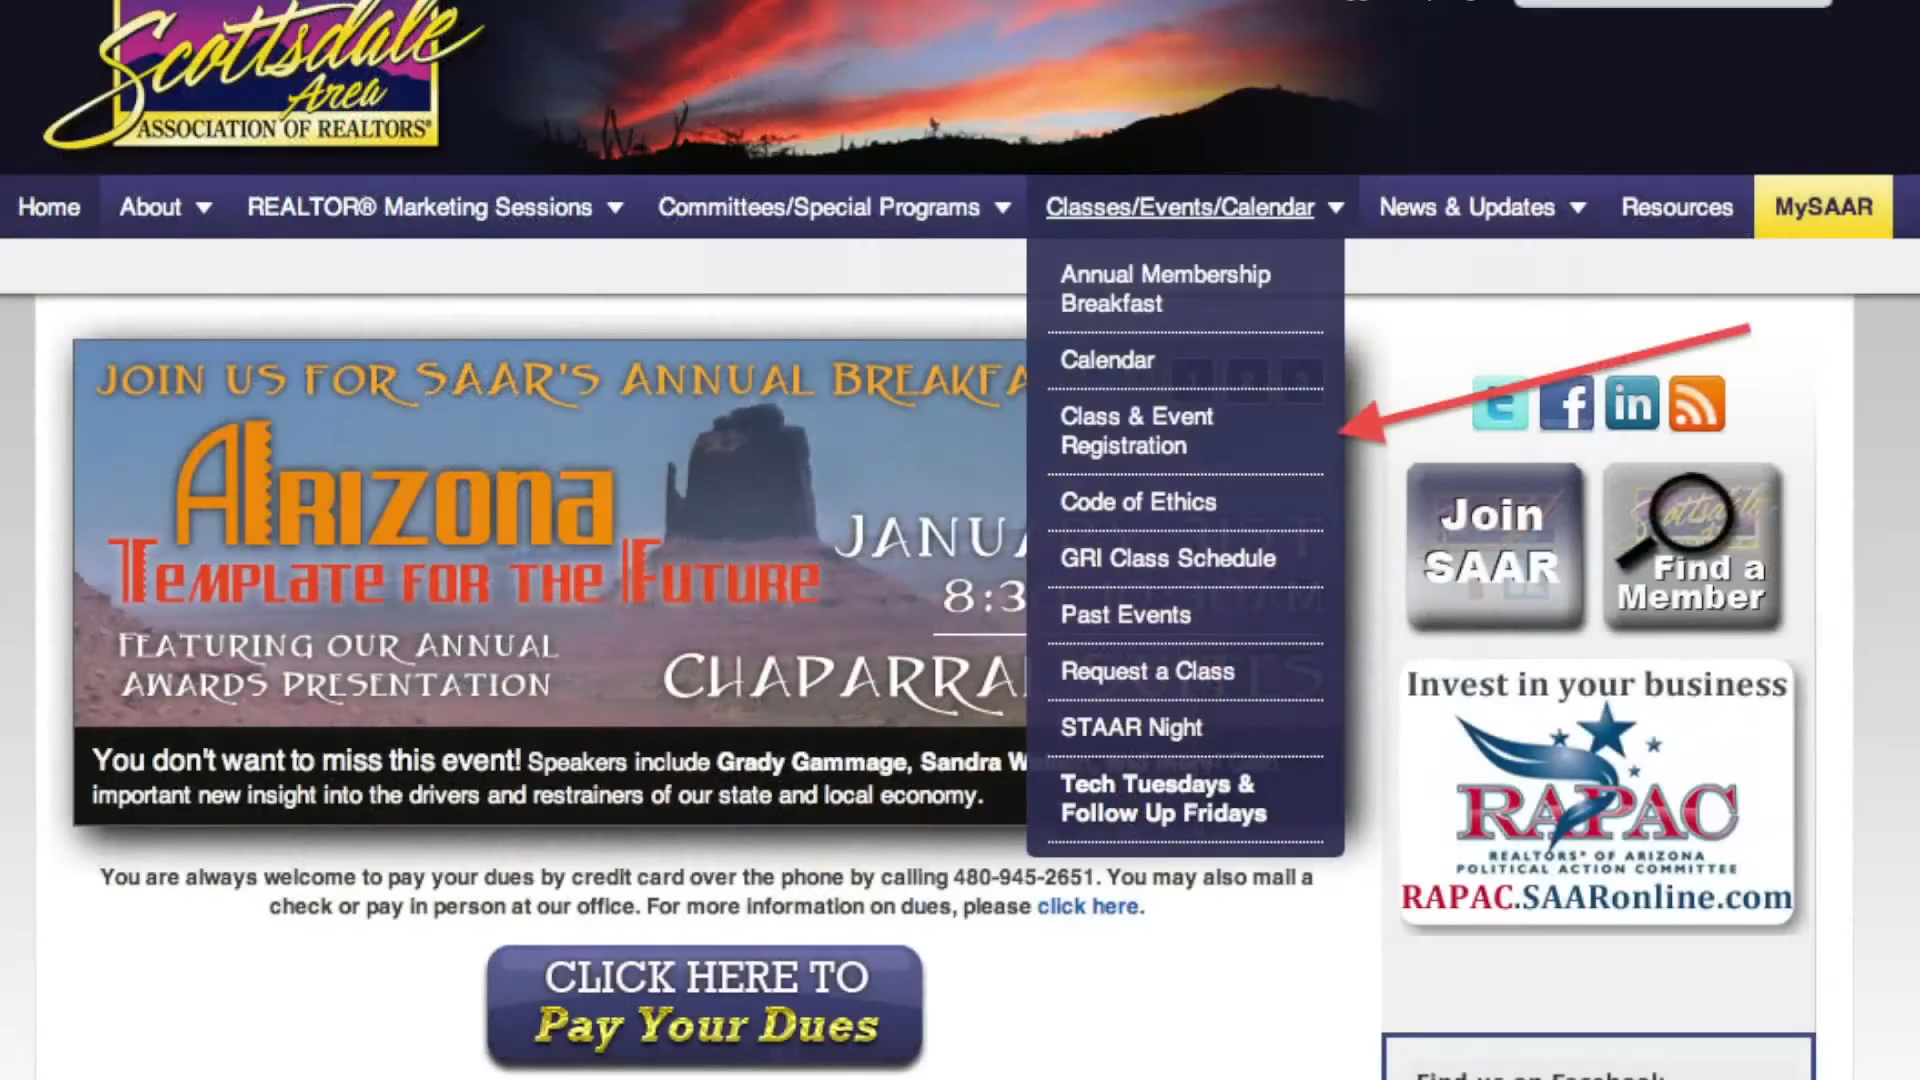 Scottsdale
Area
ASSOCIATION OF REALTORS®
Home
About
REALTOR® Marketing Sessions
Committees/Special Programs
Classes/Events/Calendar
News & Updates
Resources
MySAAR
Annual Membership
Breakfast
Calendar
Class & Event
Registration
Code of Ethics
GRI Class Schedule
Past Events
Request a Class
STAAR Night
Tech Tuesdays &
Follow Up Fridays
JOIN US FOR SAAR'S ANNUAL
ARIZONA
TEMPLATE FOR THE FUTURE
FEATURING OUR ANNUAL
AWARDS PRESENTATION
You don't want to miss this event! Speakers include Grady Gammage, Sandra
important new insight into the drivers and restrainers of our state and local economy.
You are always welcome to pay your dues by credit card over the phone by calling 480-945-2651. You may also mail a
check or pay in person at our office. For more information on dues, please click here.
CLICK HERE TO
Pay Your Dues
in
Join
SAAR
Scottsdale
Find a
Member
Invest in your business
RAPAC
REALTORS® OF ARIZONA
POLITICAL ACTION COMMITTEE
RAPAC.SAARonline.com
Find us on Facebook